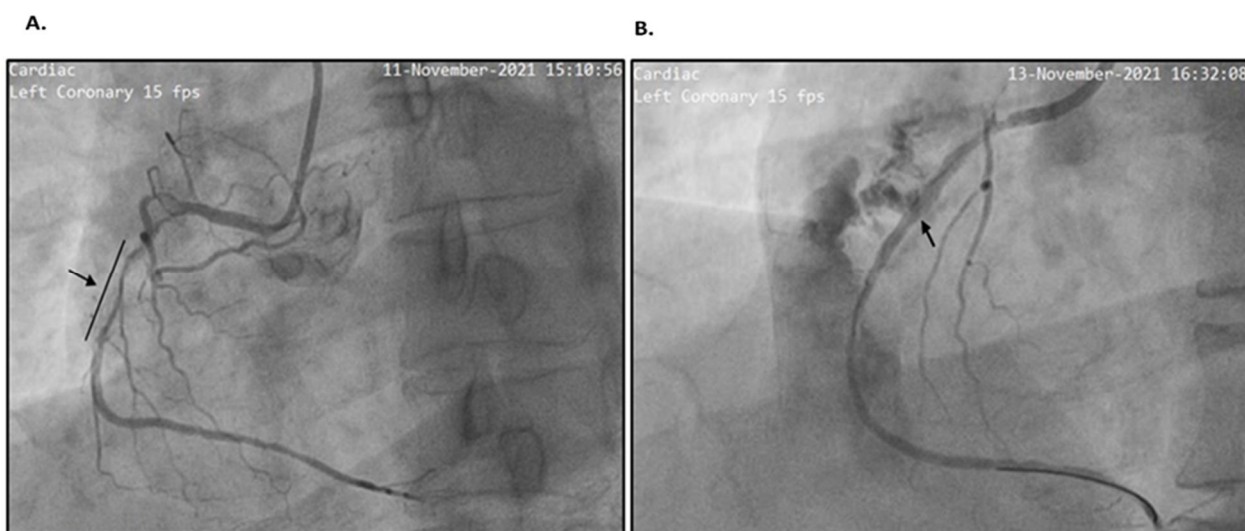 A.
B.
Cardiac
11-November-2021 15:10:56
Left Coronary 15 fps
Cardiac
13-November-2021 16:32:08
Left Coronary 15 fps